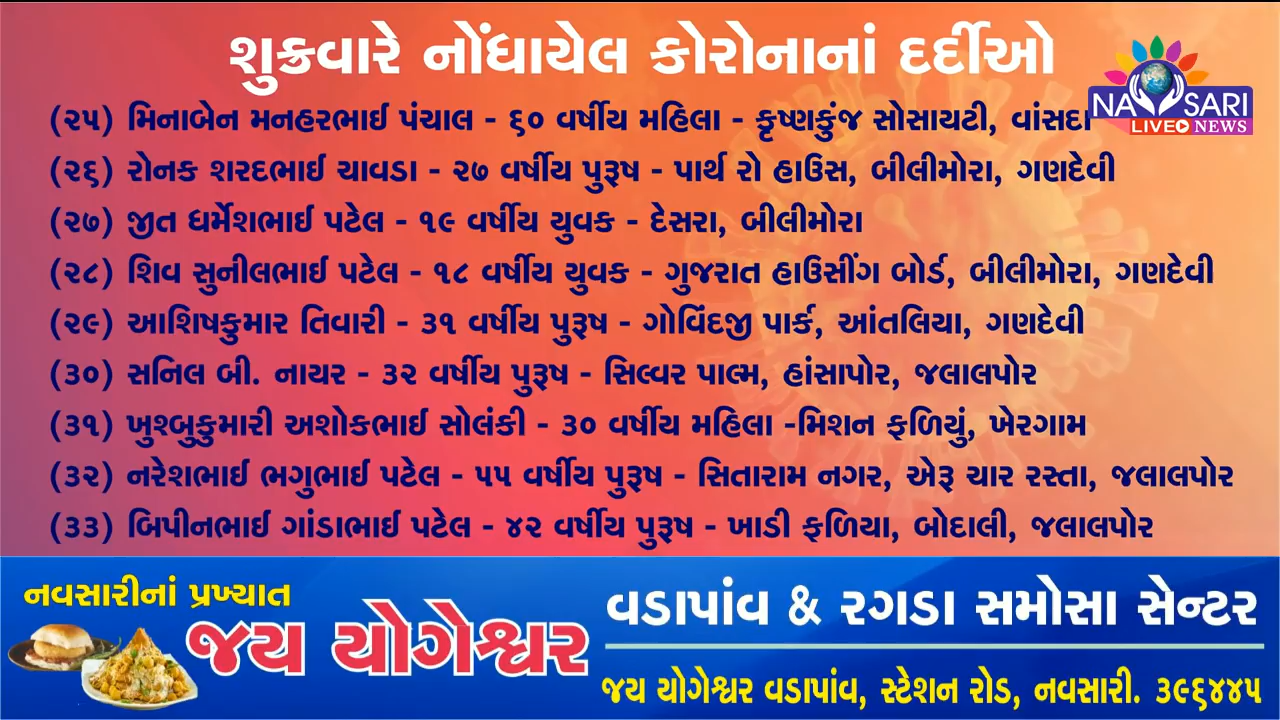 શુક્રવારે નોંધાયેલ કોરોનાનાં દર્દીઓ
NAVSARI
LIVE NEWS
(૨૫) મિનાબેન મનહરભાઈ પંચાલ - ૬૦ વર્ષીય મહિલા - કૃષ્ણકુંજ સોસાયટી, વાંસદા
(૨૬) રોનક શરદભાઈ ચાવડા - ૨૭ વર્ષીય પુરૂષ - પાર્થ રો હાઉસ, બીલીમોરા, ગણદેવી
(૨૭) જીત ધર્મેશભાઈ પટેલ - ૧૯ વર્ષીય યુવક - દેસરા, બીલીમોરા
(૨૮) શિવ સુનીલભાઈ પટેલ - ૧૮ વર્ષીય યુવક - ગુજરાત હાઉસીંગ બોર્ડ, બીલીમોરા, ગણદેવી
(૨૯) આશિષકુમાર તિવારી - ૩૧ વર્ષીય પુરૂષ - ગોવિંદજી પાર્ક, આંતલિયા, ગણદેવી
(૩૦) સનિલ બી. નાયર - ૩૨ વર્ષીય પુરૂષ - સિલ્વર પાલ્મ, હાંસાપોર, જલાલપોર
(૩૧) ખુશ્બુકુમારી અશોકભાઈ સોલંકી - ૩૦ વર્ષીય મહિલા -મિશન ફળિયું, ખેરગામ
(૩૨) નરેશભાઈ ભગુભાઈ પટેલ - ૫૫ વર્ષીય પુરૂષ - સિતારામ નગર, એરૂ ચાર રસ્તા, જલાલપોર
(૩૩) બિપીનભાઈ ગાંડાભાઈ પટેલ - ૪૨ વર્ષીય પુરૂષ - ખાડી ફળિયા, બોદાલી, જલાલપોર
નવસારીનાં પ્રખ્યાત
જય યોગેશ્વર
વડાપાંવ & રગડા સમોસા સેન્ટર
જય યોગેશ્વર વડાપાંવ, સ્ટેશન રોડ, નવસારી. ૩૯૬૪૪૫